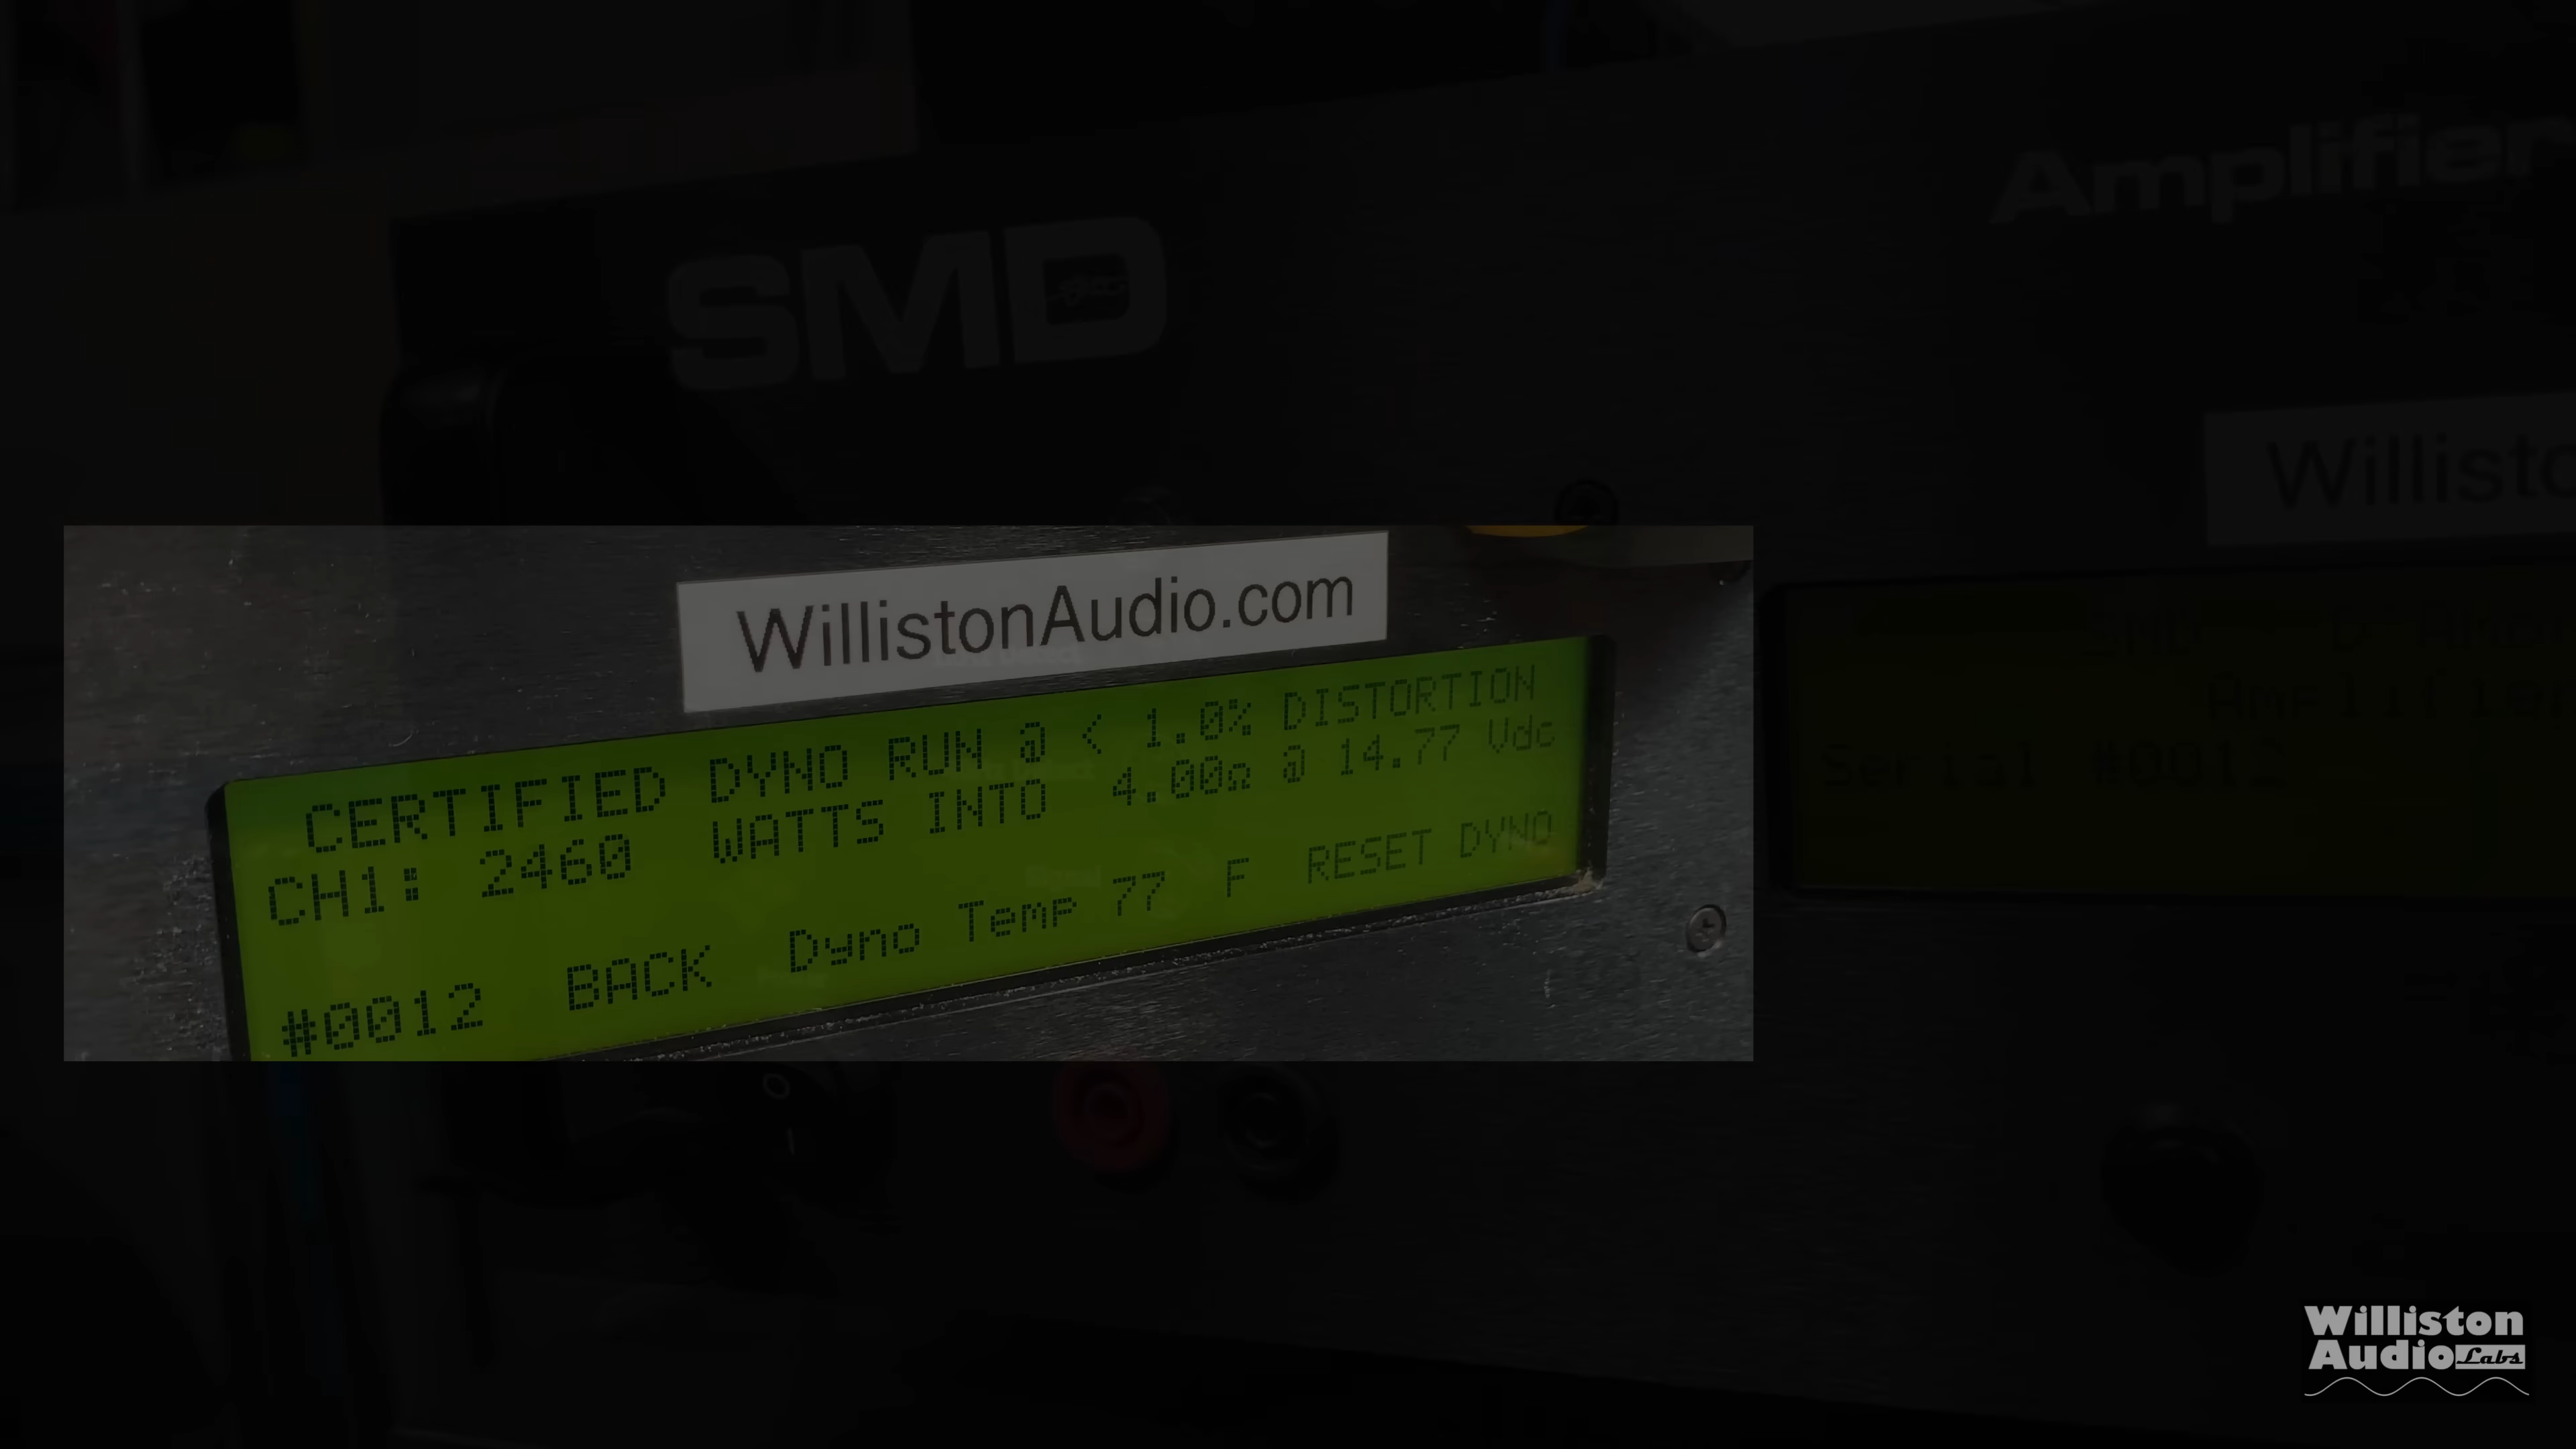 SMD
Amplifier
Williston
WillistonAudio.com
CERTIFIED DYNO RUN @ < 1.0% DISTORTION
CH1: 2460 WATTS INTO 4.00Ω @ 14.77 Vdc
#0012 BACK Dyno Temp 77 F RESET DYNO
SMD
Serial #0012
Williston
Audio Labs